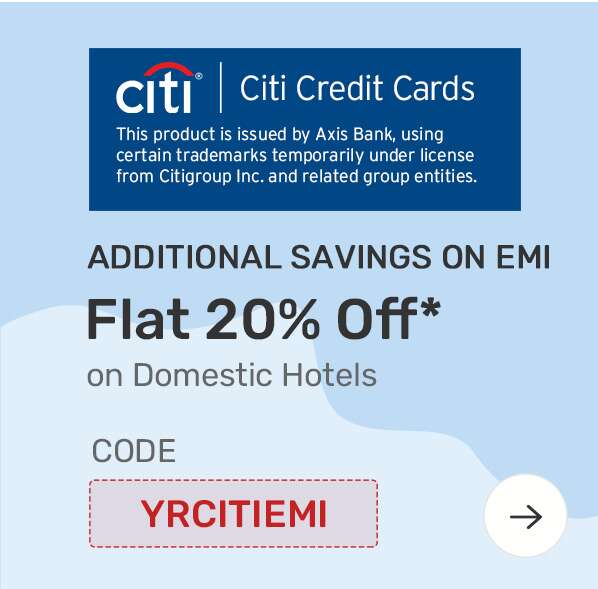 citi® | Citi Credit Cards
This product is issued by Axis Bank, using
certain trademarks temporarily under license
from Citigroup Inc. and related group entities.
ADDITIONAL SAVINGS ON EMI
Flat 20% Off*
on Domestic Hotels
CODE
YRCITIEMI